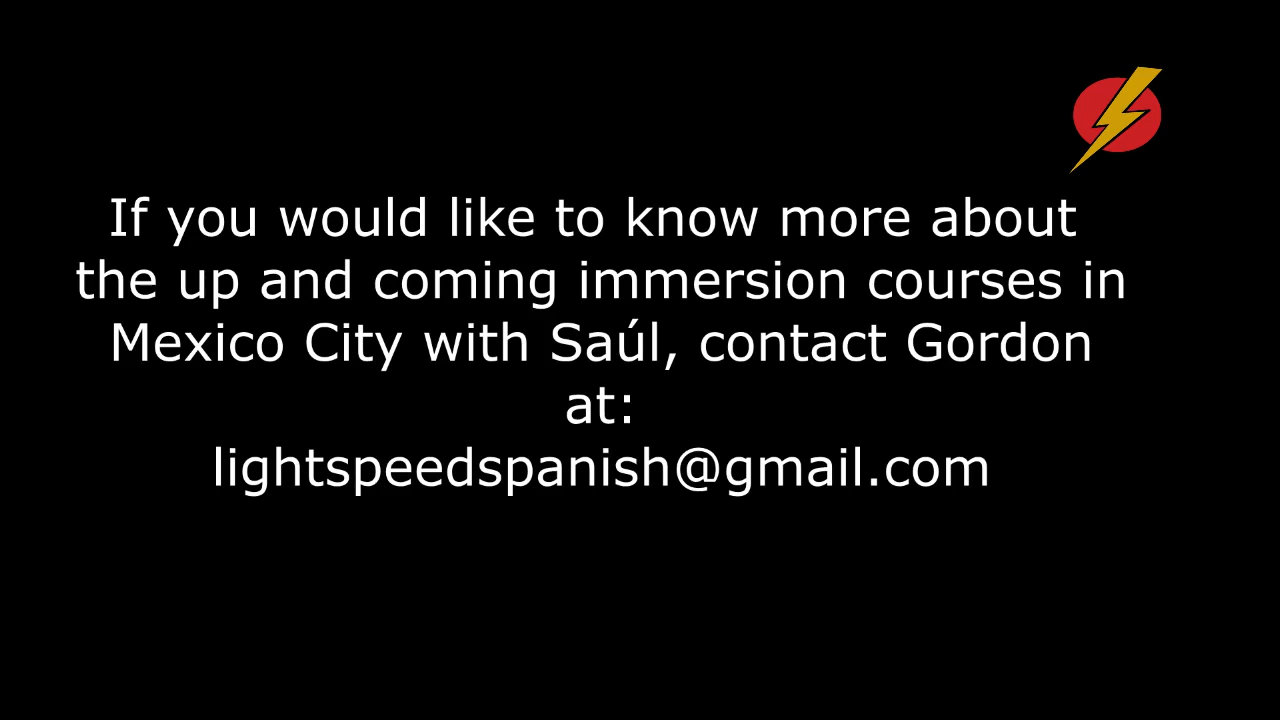 If you would like to know more about
the up and coming immersion courses in
Mexico City with Saúl, contact Gordon
at:
lightspeedspanish@gmail.com